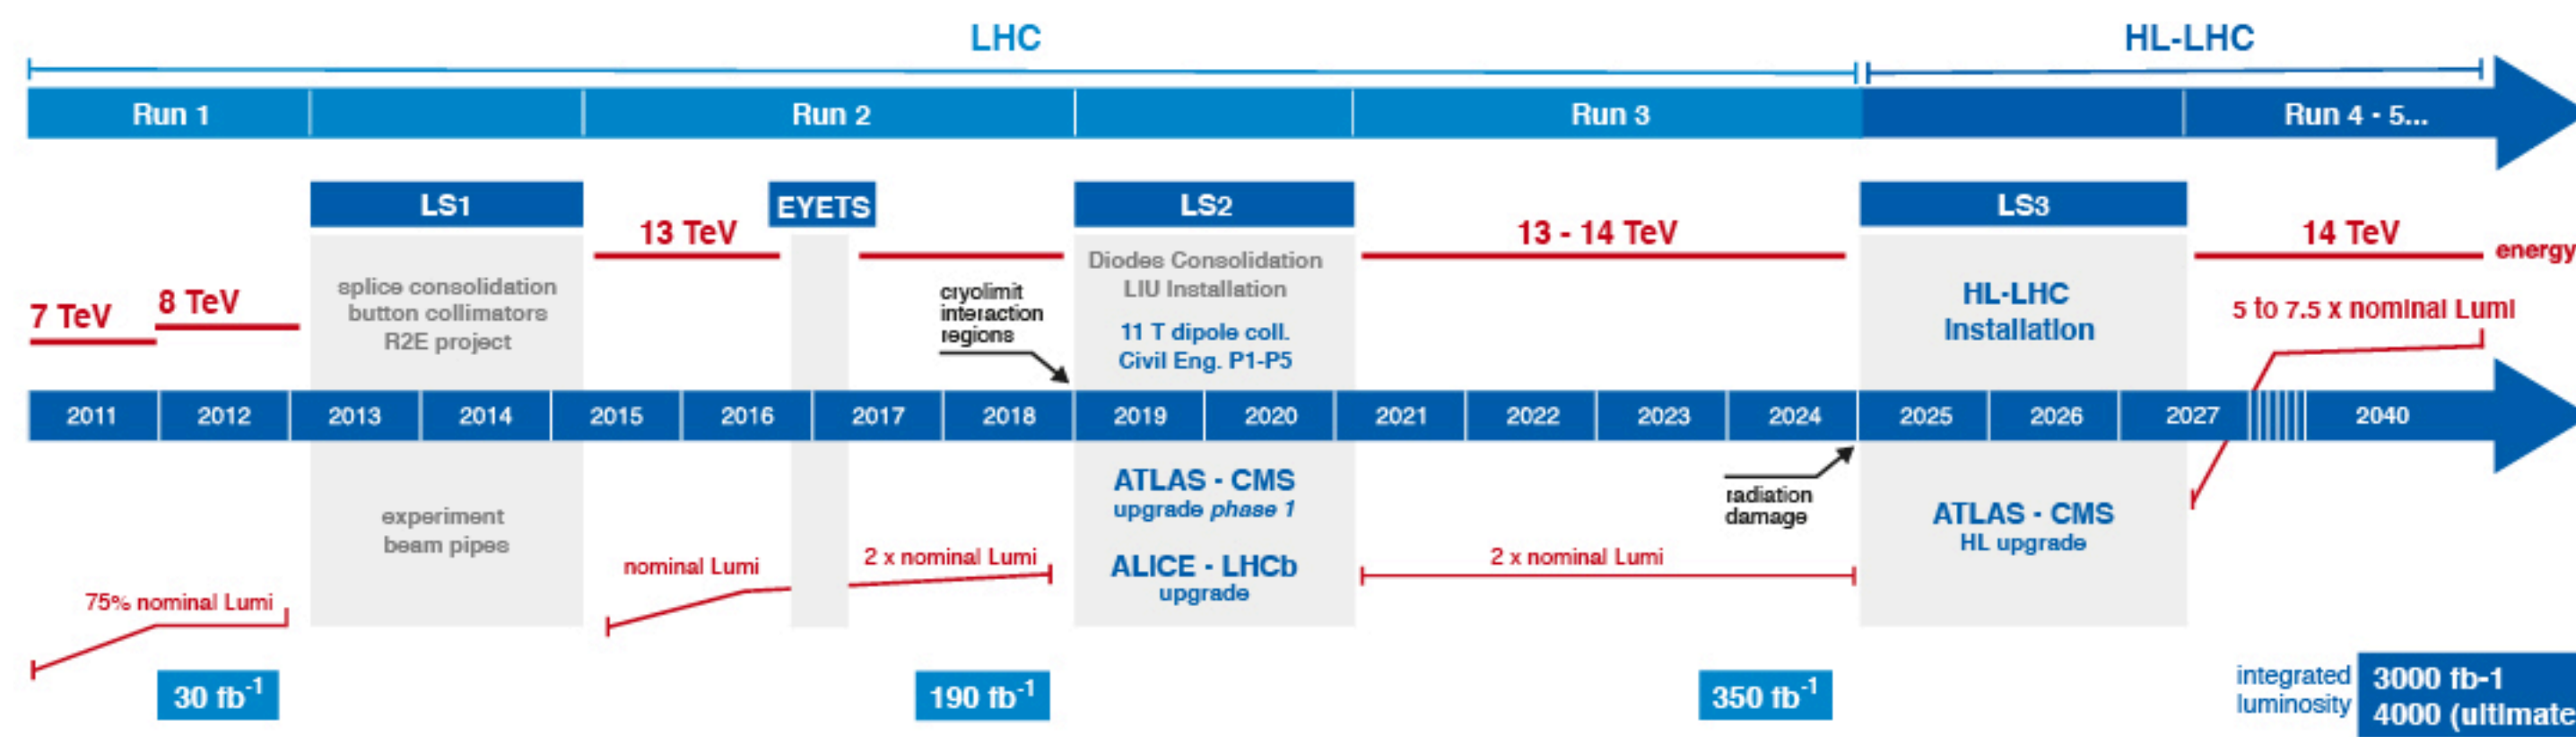 LHC
HL-LHC
Run 1
Run 2
Run 3
Run 4 - 5...
LS1
EYETS
LS2
LS3
13 TeV
13 - 14 TeV
14 TeV
energy
Diodes Consolidation
LIU Installation
11 T dipole coll.
Civil Eng. P1-P5
splice consolidation
button collimators
R2E project
cryolimit
interaction
regions
HL-LHC
Installation
7 TeV
8 TeV
5 to 7.5 x nominal Lumi
2011
2012
2013
2014
2015
2016
2017
2018
2019
2020
2021
2022
2023
2024
2025
2026
2027
2040
experiment
beam pipes
ATLAS - CMS
upgrade phase 1
ALICE - LHCb
upgrade
radiation
damage
ATLAS - CMS
HL upgrade
75% nominal Lumi
nominal Lumi
2 x nominal Lumi
2 x nominal Lumi
30 fb-1
190 fb-1
350 fb-1
integrated
luminosity
3000 fb-1
4000 (ultimate